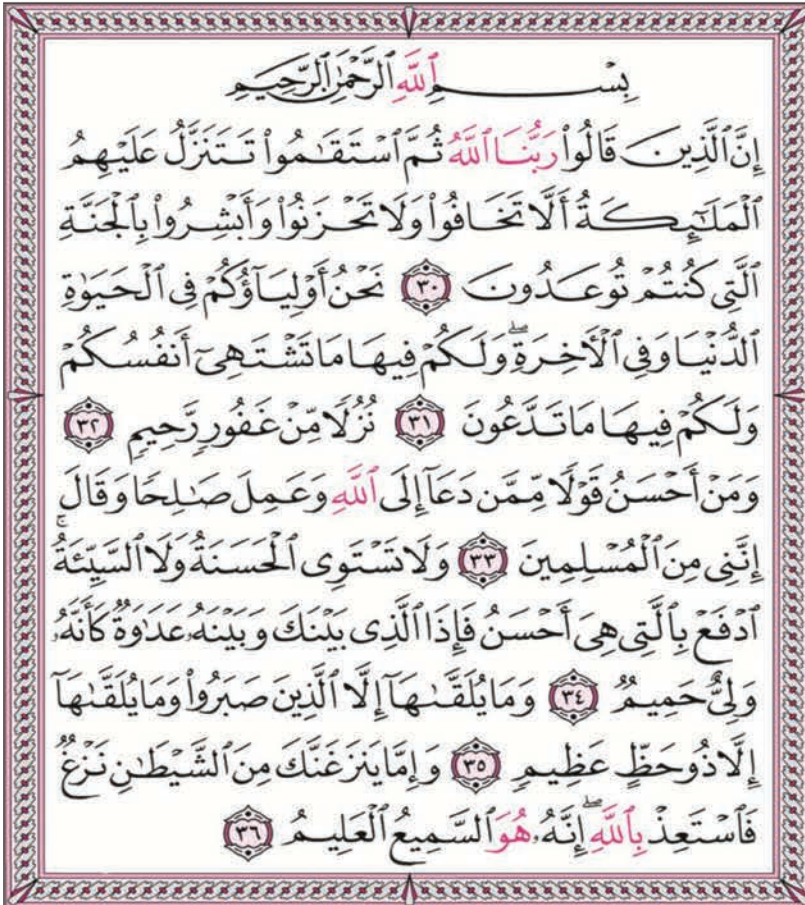 بِسْمِ ٱللَّهِ ٱلرَّحْمَٰنِ ٱلرَّحِيمِ
إِنَّ ٱلَّذِينَ قَالُوا۟ رَبُّنَا ٱللَّهُ ثُمَّ ٱسْتَقَٰمُوا۟ تَتَنَزَّلُ عَلَيْهِمُ
ٱلْمَلَٰٓئِكَةُ أَلَّا تَخَافُوا۟ وَلَا تَحْزَنُوا۟ وَأَبْشِرُوا۟ بِٱلْجَنَّةِ
ٱلَّتِى كُنتُمْ تُوعَدُونَ ٣٠ نَحْنُ أَوْلِيَآؤُكُمْ فِى ٱلْحَيَوٰةِ
ٱلدُّنْيَا وَفِى ٱلْأَخِرَةِ ۖ وَلَكُمْ فِيهَا مَا تَشْتَهِىٓ أَنفُسُكُمْ
وَلَكُمْ فِيهَا مَا تَدَّعُونَ ٣١ نُزُلًا مِّنْ غَفُورٍ رَّحِيمٍ ٣٢
وَمَنْ أَحْسَنُ قَوْلًا مِّمَّن دَعَآ إِلَى ٱللَّهِ وَعَمِلَ صَٰلِحًا وَقَالَ
إِنَّنِى مِنَ ٱلْمُسْلِمِينَ ٣٣ وَلَا تَسْتَوِى ٱلْحَسَنَةُ وَلَا ٱلسَّيِّئَةُ ۚ
ٱدْفَعْ بِٱلَّتِى هِىَ أَحْسَنُ فَإِذَا ٱلَّذِى بَيْنَكَ وَبَيْنَهُۥ عَدَٰوَةٌ كَأَنَّهُۥ
وَلِىٌّ حَمِيمٌ ٣٤ وَمَا يُلَقَّىٰهَآ إِلَّا ٱلَّذِينَ صَبَرُوا۟ وَمَا يُلَقَّىٰهَآ
إِلَّا ذُو حَظٍّ عَظِيمٍ ٣٥ وَإِمَّا يَنزَغَنَّكَ مِنَ ٱلشَّيْطَٰنِ نَزْغٌ
فَٱسْتَعِذْ بِٱللَّهِ ۖ إِنَّهُۥ هُوَ ٱلسَّمِيعُ ٱلْعَلِيمُ ٣٦